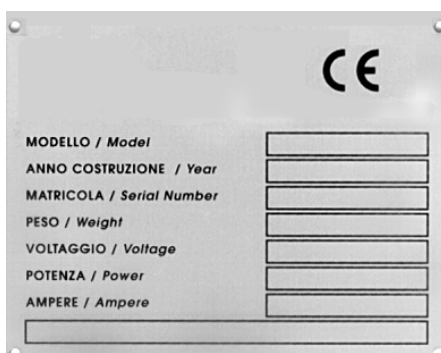 CE
MODELLO / Model
ANNO COSTRUZIONE / Year
MATRICOLA / Serial Number
PESO / Weight
VOLTAGGIO / Voltage
POTENZA / Power
AMPERE / Ampere